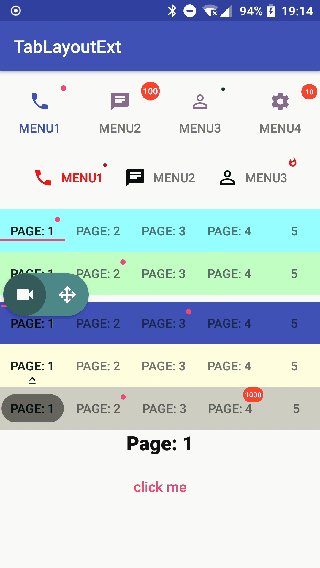 94% 19:14
TabLayoutExt
100 10
MENU1 MENU2 MENU3 MENU4
MENU1 MENU2 MENU3
PAGE: 1 PAGE: 2 PAGE: 3 PAGE: 4 5
PAGE: 1 PAGE: 2 PAGE: 3 PAGE: 4 5
PAGE: 1 PAGE: 2 PAGE: 3 PAGE: 4 5
PAGE: 1 PAGE: 2 PAGE: 3 PAGE: 4 5
1000
PAGE: 1 PAGE: 2 PAGE: 3 PAGE: 4 5
Page: 1
click me